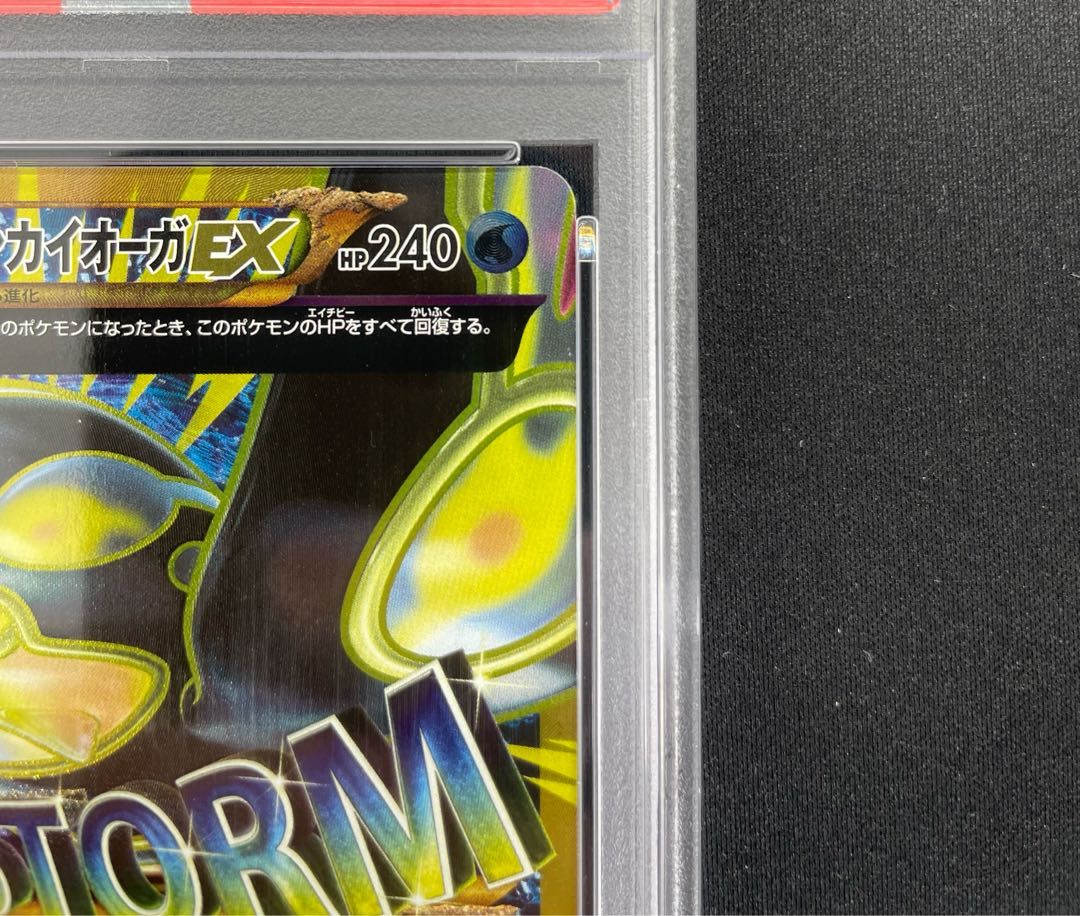 カイオーガEX HP240
進化
のポケモンになったとき、このポケモンのHPをすべて回復する。
エイチピー かいふく
TORM